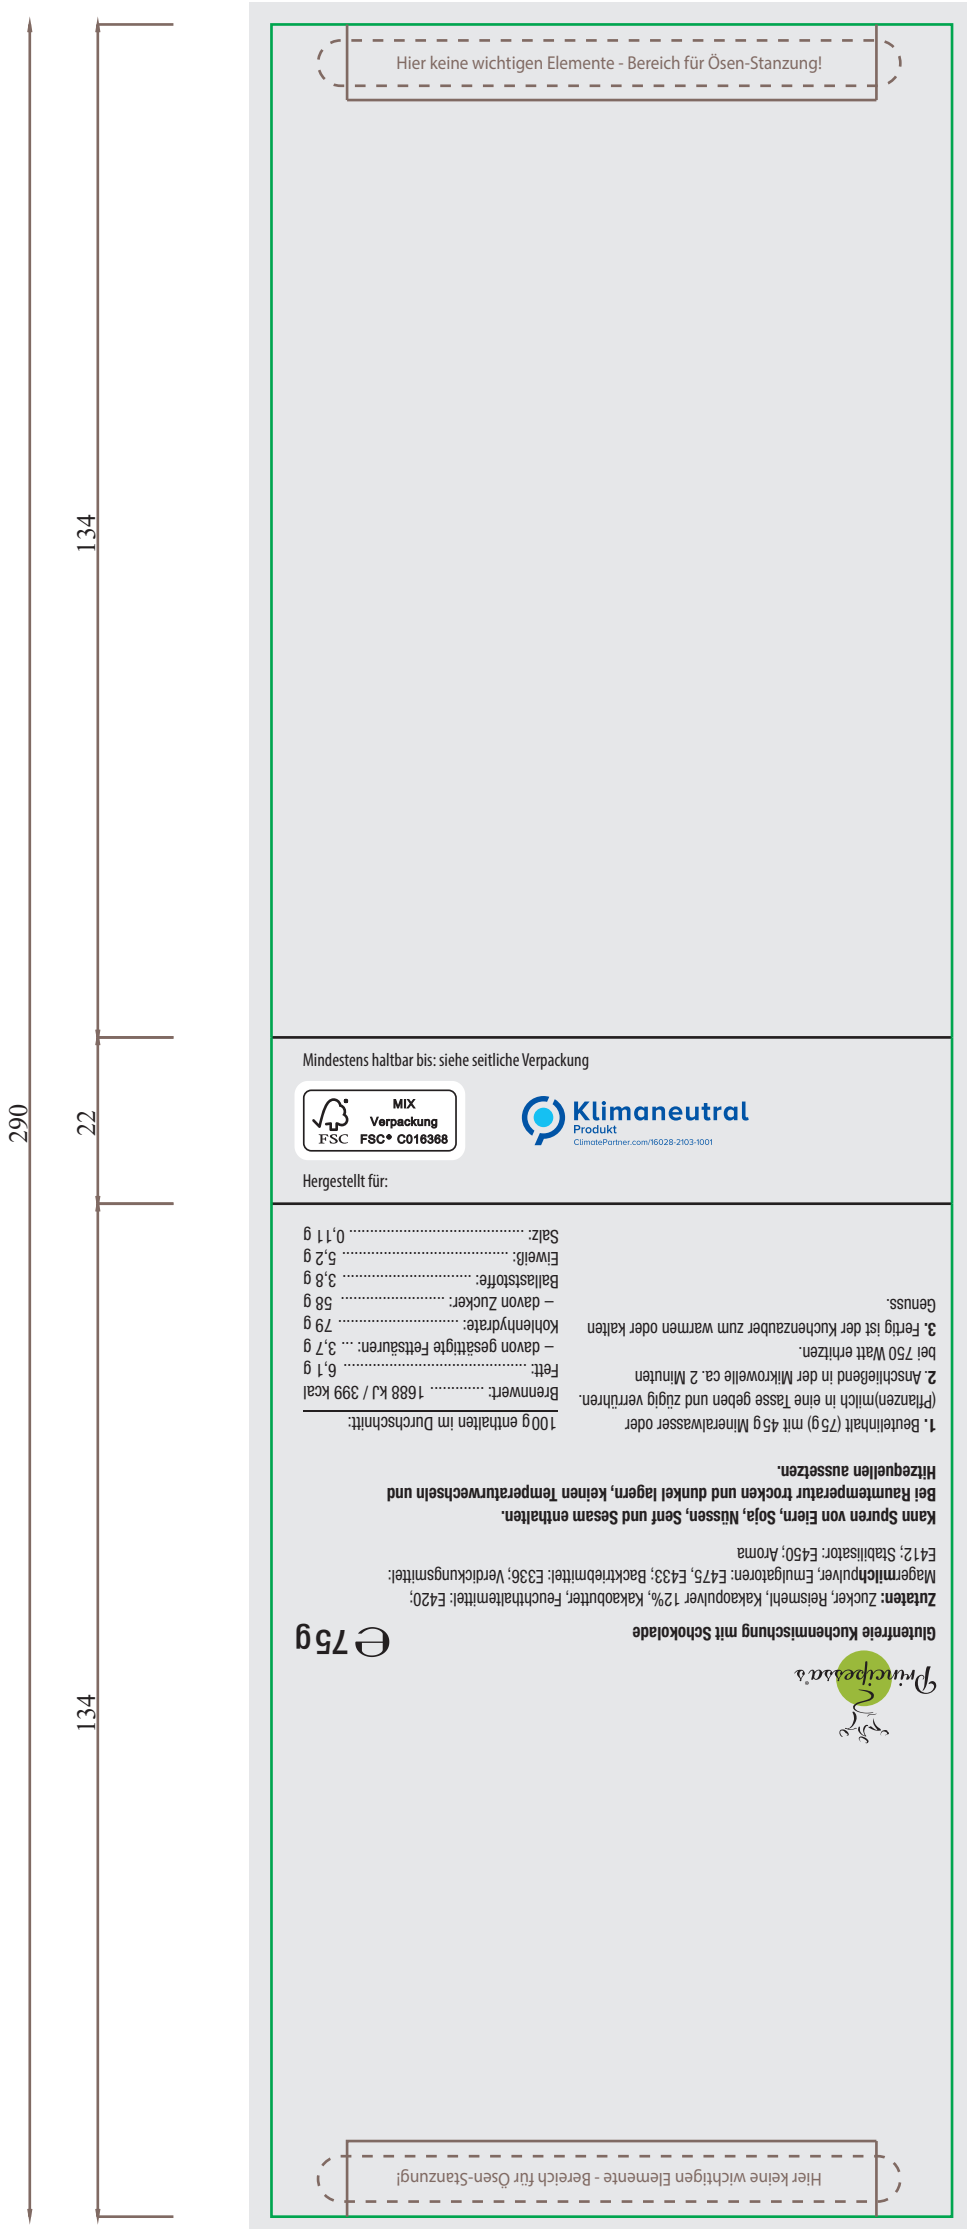 Hier keine wichtigen Elemente - Bereich für Ösen-Stanzung!
290
134
22
134
Mindestens haltbar bis: siehe seitliche Verpackung
FSC
MIX
Verpackung
FSC® C016368
Klimaneutral
Produkt
ClimatePartner.com/16028-2103-1001
Hergestellt für:
Principessa's®
Glutenfreie Kuchenmischung mit Schokolade
℮ 75 g
Zutaten: Zucker, Reismehl, Kakaopulver 12%, Kakaobutter, Feuchthaltemittel: E420;
Magermilchpulver, Emulgatoren: E475, E433; Backtriebmittel: E336; Verdickungsmittel:
E412; Stabilisator: E450; Aroma
Kann Spuren von Eiern, Soja, Nüssen, Senf und Sesam enthalten.
Bei Raumtemperatur trocken und dunkel lagern, keinen Temperaturwechseln und
Hitzequellen aussetzen.
1. Beutelinhalt (75 g) mit 45 g Mineralwasser oder
(Pflanzen)milch in eine Tasse geben und zügig verrühren.
2. Anschließend in der Mikrowelle ca. 2 Minuten
bei 750 Watt erhitzen.
3. Fertig ist der Kuchenzauber zum warmen oder kalten
Genuss.
100 g enthalten im Durchschnitt:
Brennwert: ............. 1688 kJ / 399 kcal
Fett: ............................................ 6,1 g
– davon gesättigte Fettsäuren: ... 3,7 g
Kohlenhydrate: ............................. 79 g
– davon Zucker: ......................... 58 g
Ballaststoffe: ............................... 3,8 g
Eiweiß: ........................................ 5,2 g
Salz: .......................................... 0,11 g
Hier keine wichtigen Elemente - Bereich für Ösen-Stanzung!